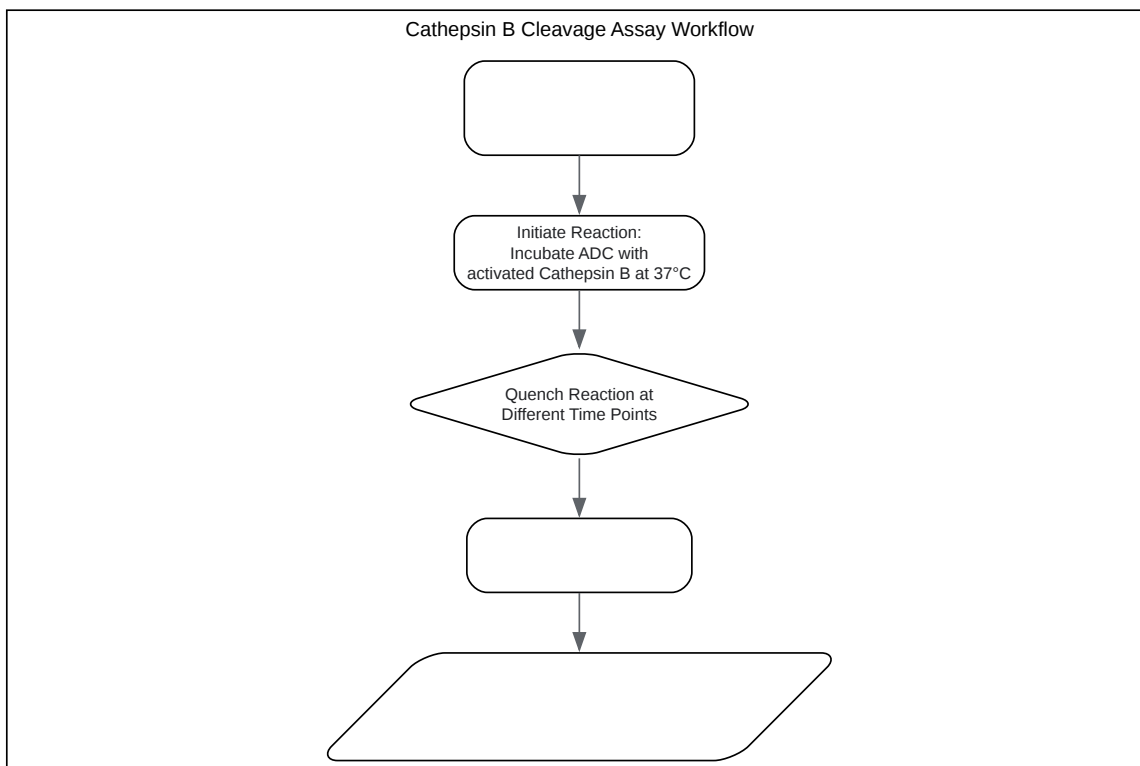 Cathepsin B Cleavage Assay Workflow
Initiate Reaction:
Incubate ADC with
activated Cathepsin B at 37°C
Quench Reaction at
Different Time Points